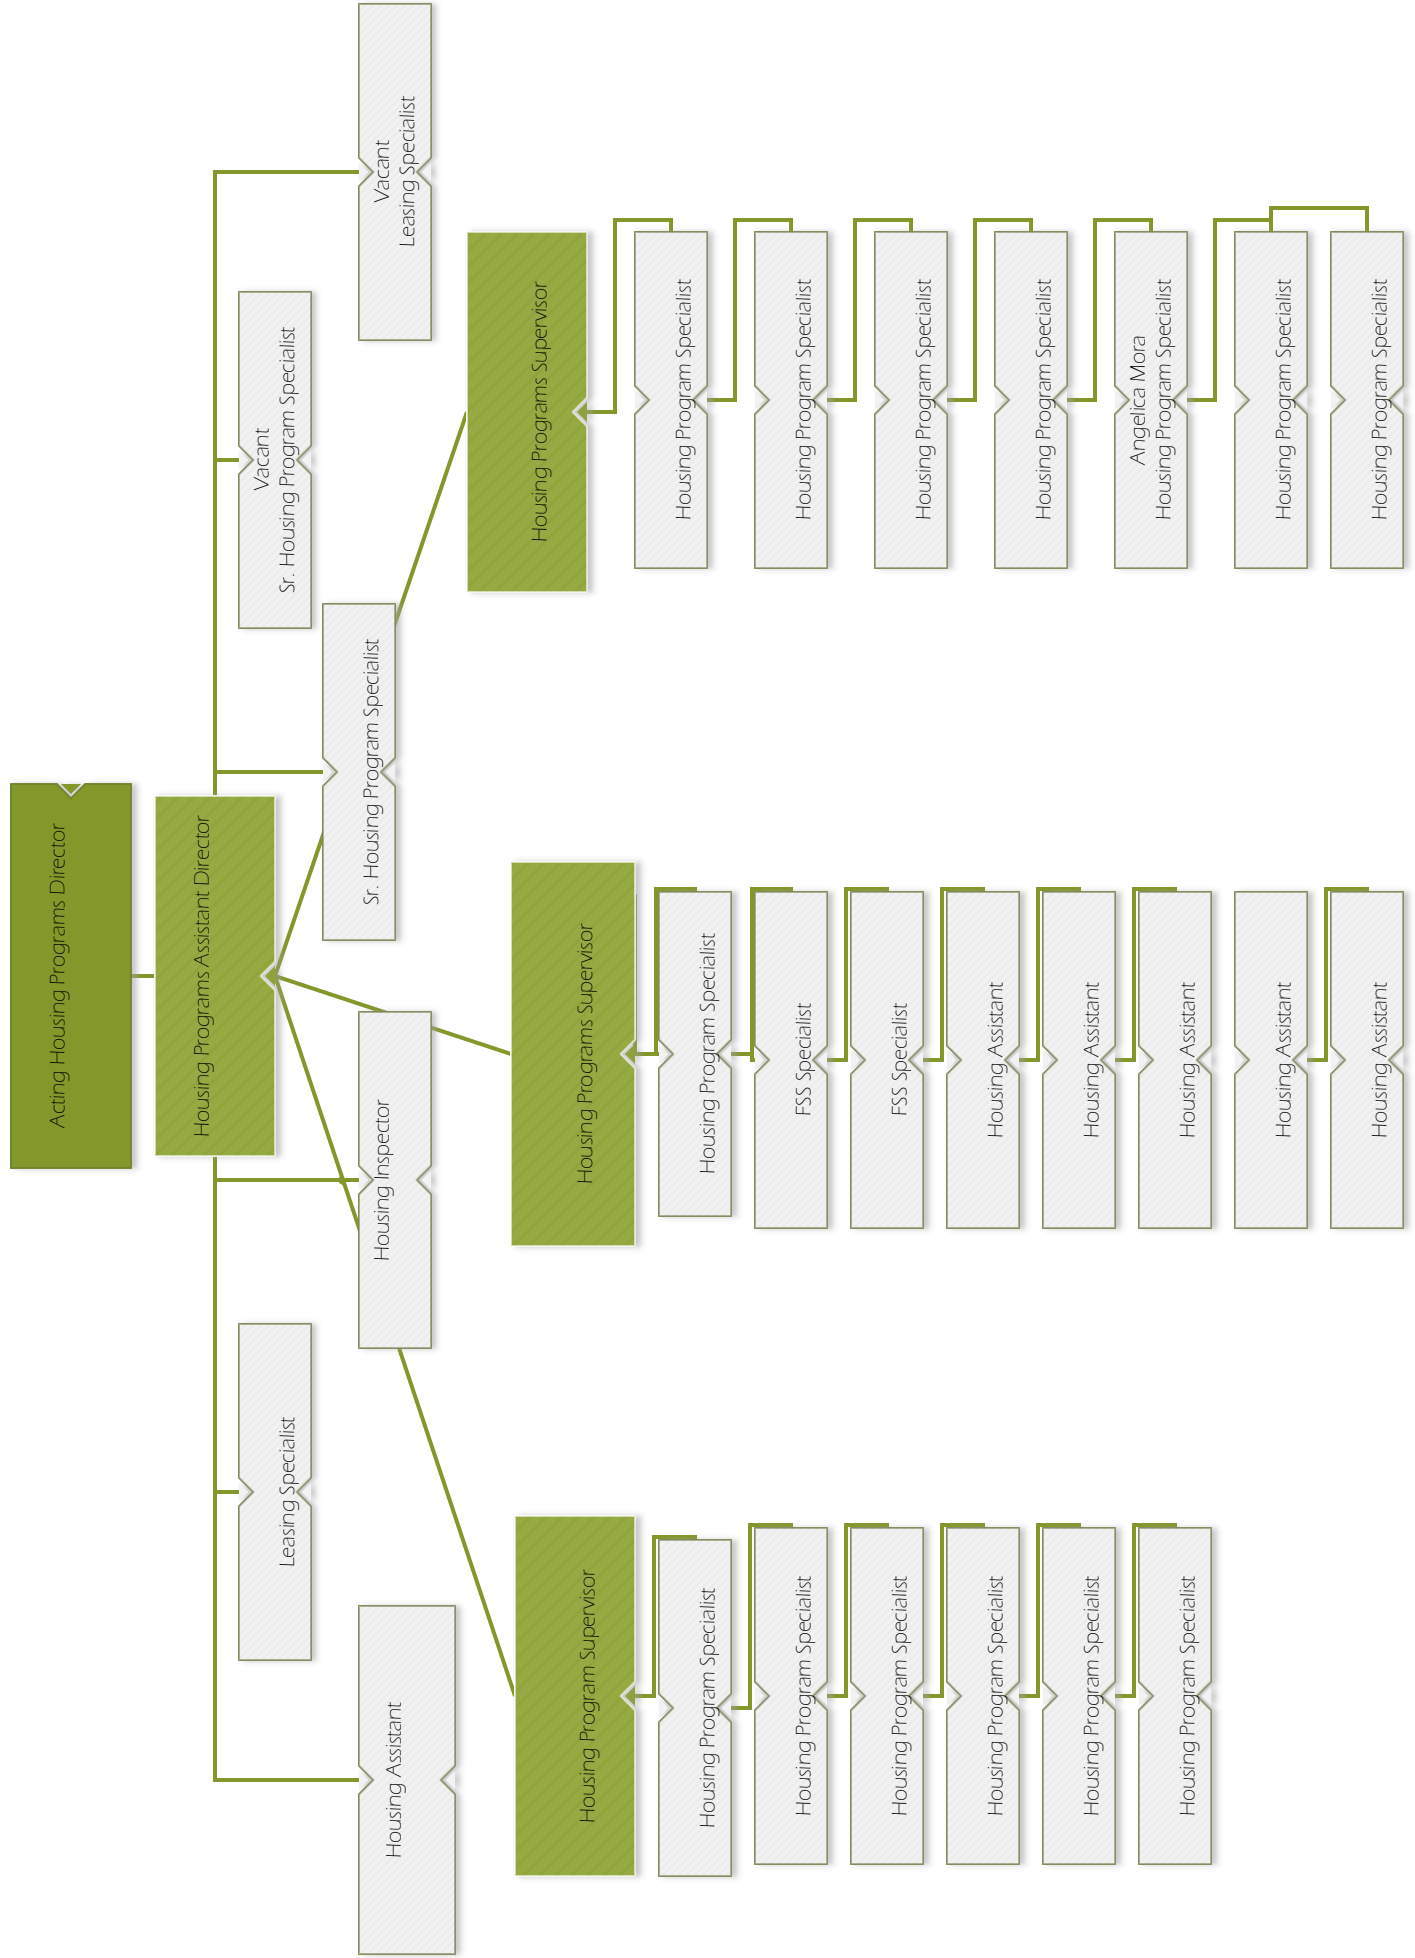 Acting Housing Programs Director
Housing Programs Assistant Director
Housing Assistant
Leasing Specialist
Housing Inspector
Sr. Housing Program Specialist
Vacant
Sr. Housing Program Specialist
Vacant
Leasing Specialist
Housing Program Supervisor
Housing Program Specialist
Housing Program Specialist
Housing Program Specialist
Housing Program Specialist
Housing Program Specialist
Housing Program Specialist
Housing Programs Supervisor
Housing Program Specialist
FSS Specialist
FSS Specialist
Housing Assistant
Housing Assistant
Housing Assistant
Housing Assistant
Housing Assistant
Housing Programs Supervisor
Housing Program Specialist
Housing Program Specialist
Housing Program Specialist
Housing Program Specialist
Angelica Mora
Housing Program Specialist
Housing Program Specialist
Housing Program Specialist